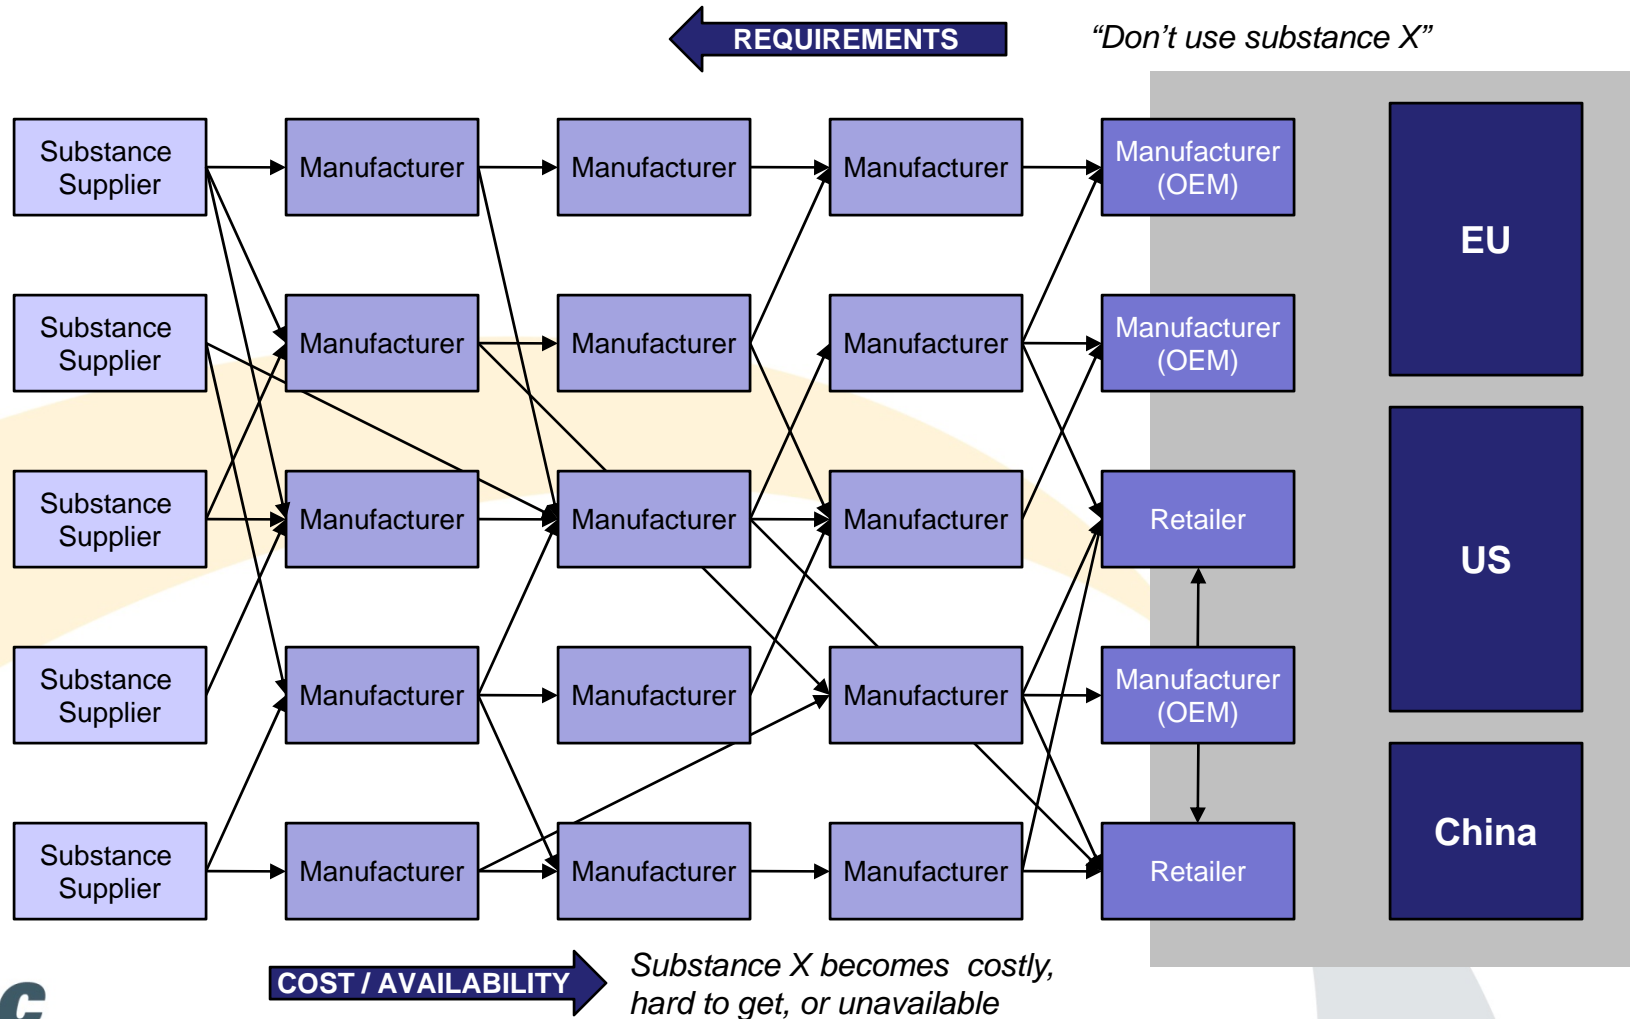 REQUIREMENTS
“Don’t use substance X”
Substance
Supplier
Manufacturer
Manufacturer
Manufacturer
Manufacturer
(OEM)
EU
Substance
Supplier
Manufacturer
Manufacturer
Manufacturer
Manufacturer
(OEM)
Substance
Supplier
Manufacturer
Manufacturer
Manufacturer
Retailer
US
Substance
Supplier
Manufacturer
Manufacturer
Manufacturer
Manufacturer
(OEM)
Substance
Supplier
Manufacturer
Manufacturer
Manufacturer
Retailer
China
COST / AVAILABILITY
Substance X becomes  costly,
hard to get, or unavailable
c